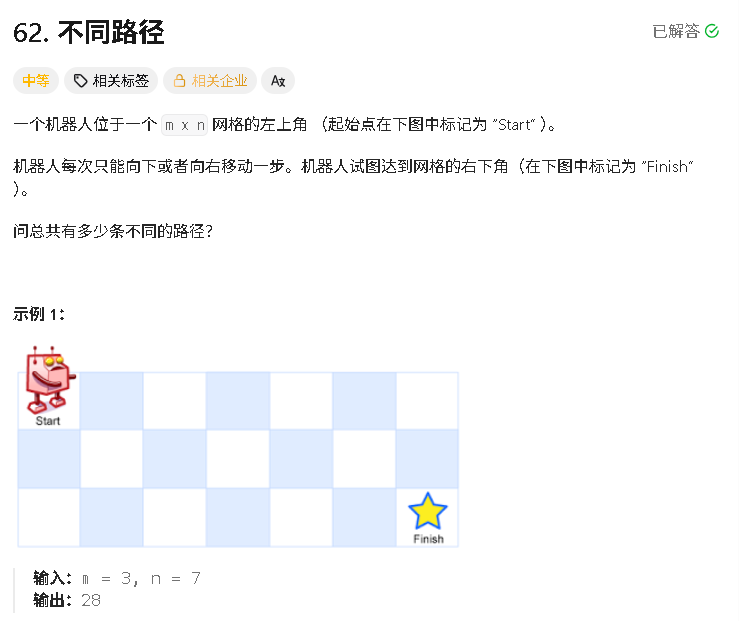 62. 不同路径
已解答
中等
相关标签
相关企业
一个机器人位于一个 m x n 网格的左上角 （起始点在下图中标记为 “Start” ）。
机器人每次只能向下或者向右移动一步。机器人试图达到网格的右下角（在下图中标记为 “Finish”
）。
问总共有多少条不同的路径？
示例 1：
Start
Finish
输入：m = 3, n = 7
输出：28